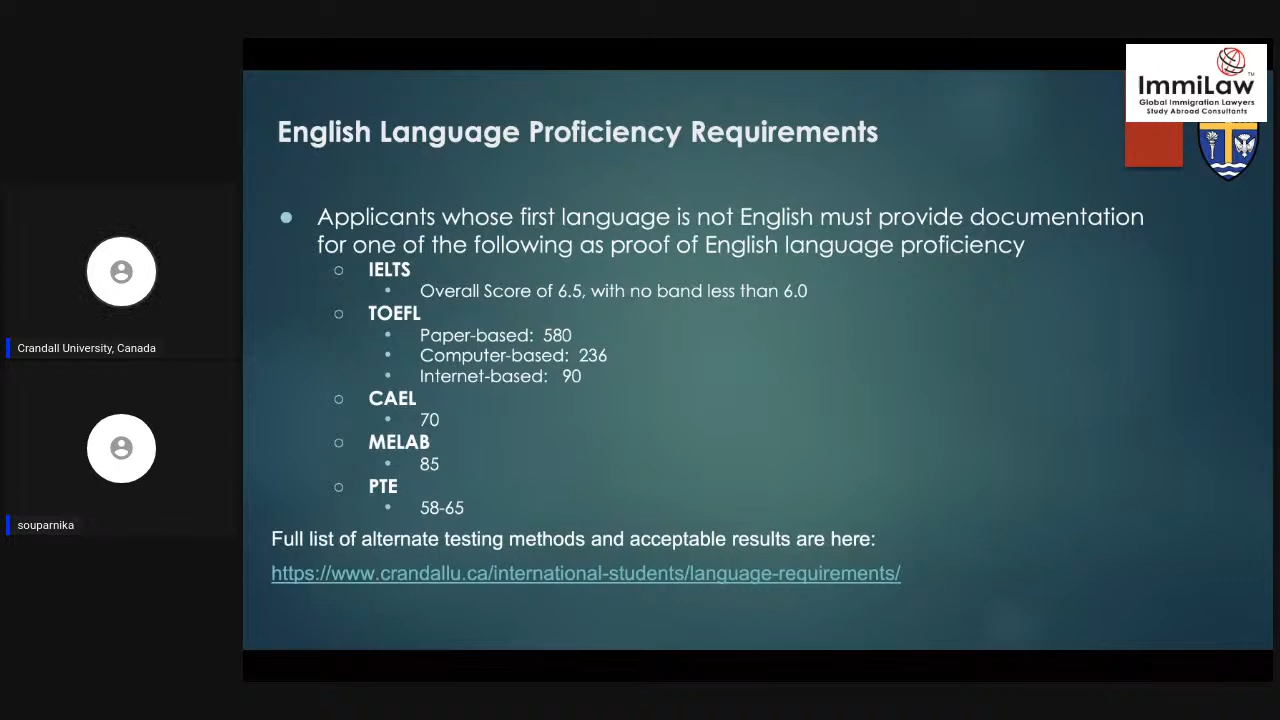 ImmiLaw™
Global Immigration Lawyers
Study Abroad Consultants
English Language Proficiency Requirements
Applicants whose first language is not English must provide documentation
for one of the following as proof of English language proficiency
IELTS
Overall Score of 6.5, with no band less than 6.0
TOEFL
Paper-based: 580
Computer-based: 236
Internet-based: 90
CAEL
70
MELAB
85
PTE
58-65
Full list of alternate testing methods and acceptable results are here:
https://www.crandallu.ca/international-students/language-requirements/
Crandall University, Canada
souparnika